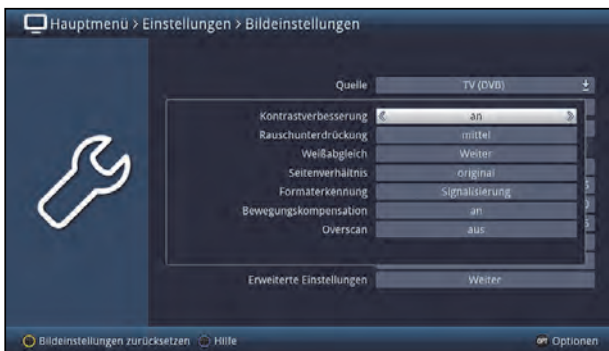 Hauptmenü > Einstellungen > Bildeinstellungen
Quelle TV (DVB)
Kontrastverbesserung an
Rauschunterdrückung mittel
Weißabgleich Weiter
Seitenverhältnis original
Formaterkennung Signalisierung
Bewegungskompensation an
Overscan aus
Erweiterte Einstellungen Weiter
Bildeinstellungen zurücksetzen Hilfe Optionen